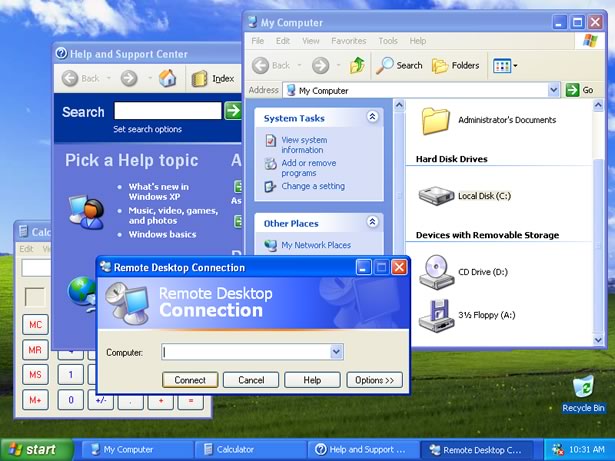 My Computer
File Edit View Favorites Tools Help
Back Search Folders
Address My Computer Go
System Tasks
View system
information
Add or remove
programs
Change a setting
Other Places
My Network Places
Administrator's Documents
Hard Disk Drives
Local Disk (C:)
Devices with Removable Storage
CD Drive (D:)
3½ Floppy (A:)
Help and Support Center
Back Index
Search
Set search options
Pick a Help topic
What's new in
Windows XP
Music, video, games,
and photos
Windows basics
A
As
Calc
Edit
MC
MR
MS 1
M+ 0 +/- . + =
Remote Desktop Connection
Remote Desktop
Connection
Computer:
Connect Cancel Help Options >>
Recycle Bin
start My Computer Calculator Help and Support ... Remote Desktop C... 10:31 AM